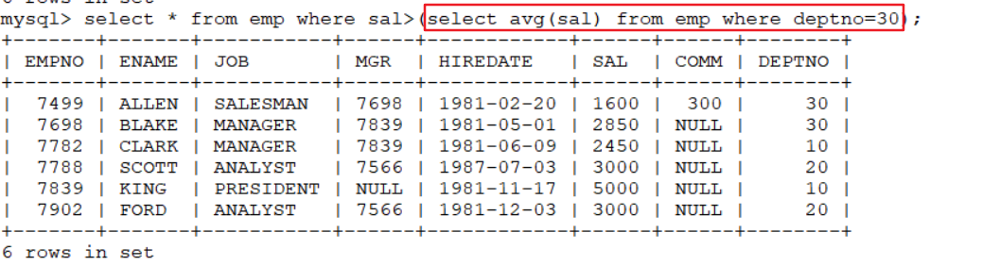 6 rows in set
mysql> select * from emp where sal>(select avg(sal) from emp where deptno=30);
+-------+--------+-----------+------+------------+------+------+--------+
| EMPNO | ENAME | JOB | MGR | HIREDATE | SAL | COMM | DEPTNO |
+-------+--------+-----------+------+------------+------+------+--------+
| 7499 | ALLEN | SALESMAN | 7698 | 1981-02-20 | 1600 | 300 | 30 |
| 7698 | BLAKE | MANAGER | 7839 | 1981-05-01 | 2850 | NULL | 30 |
| 7782 | CLARK | MANAGER | 7839 | 1981-06-09 | 2450 | NULL | 10 |
| 7788 | SCOTT | ANALYST | 7566 | 1987-07-03 | 3000 | NULL | 20 |
| 7839 | KING | PRESIDENT | NULL | 1981-11-17 | 5000 | NULL | 10 |
| 7902 | FORD | ANALYST | 7566 | 1981-12-03 | 3000 | NULL | 20 |
+-------+--------+-----------+------+------------+------+------+--------+
6 rows in set